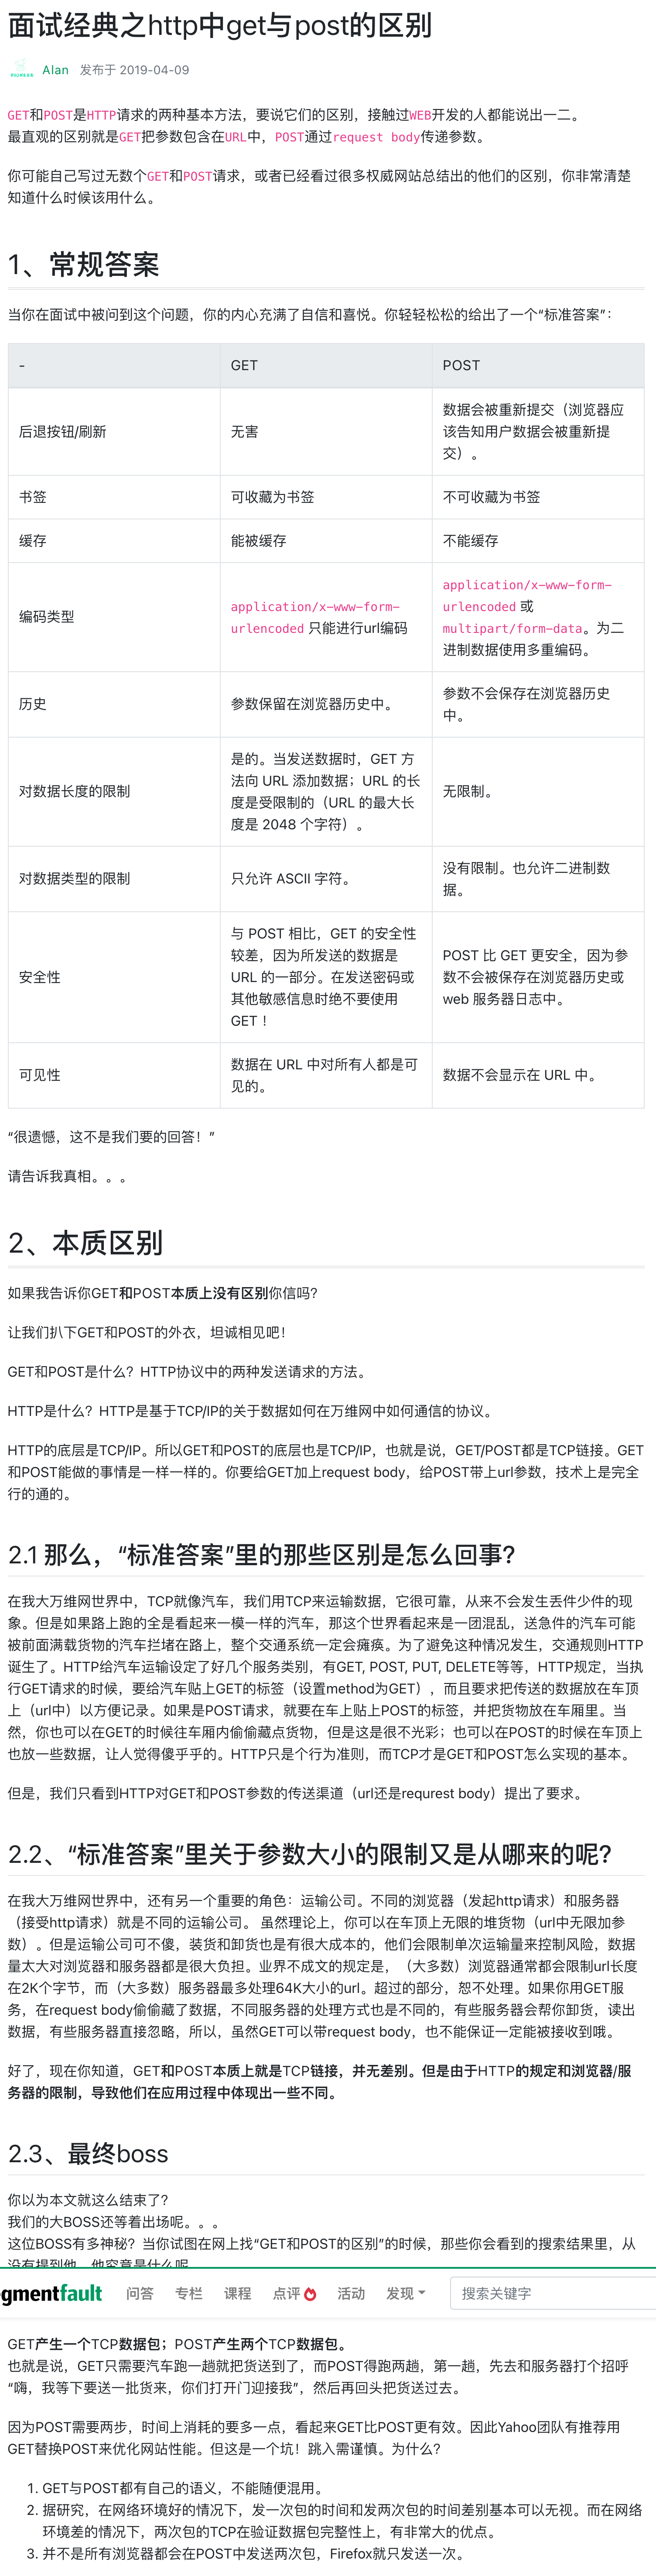 面试经典之http中get与post的区别
Alan 发布于 2019-04-09
GET和POST是HTTP请求的两种基本方法，要说它们的区别，接触过WEB开发的人都能说出一二。
最直观的区别就是GET把参数包含在URL中，POST通过request body传递参数。
你可能自己写过无数个GET和POST请求，或者已经看过很多权威网站总结出的他们的区别，你非常清楚
知道什么时候该用什么。
1、常规答案
当你在面试中被问到这个问题，你的内心充满了自信和喜悦。你轻轻松松的给出了一个“标准答案”：
- GET POST
后退按钮/刷新 无害 数据会被重新提交（浏览器应
该告知用户数据会被重新提
交）。
书签 可收藏为书签 不可收藏为书签
缓存 能被缓存 不能缓存
编码类型 application/x-www-form-
urlencoded 只能进行url编码
application/x-www-form-
urlencoded 或
multipart/form-data。为二
进制数据使用多重编码。
历史 参数保留在浏览器历史中。 参数不会保存在浏览器历史
中。
对数据长度的限制 是的。当发送数据时，GET 方
法向 URL 添加数据；URL 的长
度是受限制的（URL 的最大长
度是 2048 个字符）。
无限制。
对数据类型的限制 只允许 ASCII 字符。 没有限制。也允许二进制数
据。
安全性 与 POST 相比，GET 的安全性
较差，因为所发送的数据是
URL 的一部分。在发送密码或
其他敏感信息时绝不要使用
GET ！
POST 比 GET 更安全，因为参
数不会被保存在浏览器历史或
web 服务器日志中。
可见性 数据在 URL 中对所有人都是可
见的。
数据不会显示在 URL 中。
“很遗憾，这不是我们要的回答！”
请告诉我真相。。。
2、本质区别
如果我告诉你GET和POST本质上没有区别你信吗？
让我们扒下GET和POST的外衣，坦诚相见吧！
GET和POST是什么？HTTP协议中的两种发送请求的方法。
HTTP是什么？HTTP是基于TCP/IP的关于数据如何在万维网中如何通信的协议。
HTTP的底层是TCP/IP。所以GET和POST的底层也是TCP/IP，也就是说，GET/POST都是TCP链接。GET
和POST能做的事情是一样一样的。你要给GET加上request body，给POST带上url参数，技术上是完全
行的通的。
2.1 那么，“标准答案”里的那些区别是怎么回事？
在我大万维网世界中，TCP就像汽车，我们用TCP来运输数据，它很可靠，从来不会发生丢件少件的现
象。但是如果路上跑的全是看起来一模一样的汽车，那这个世界看起来是一团混乱，送急件的汽车可能
被前面满载货物的汽车拦堵在路上，整个交通系统一定会瘫痪。为了避免这种情况发生，交通规则HTTP
诞生了。HTTP给汽车运输设定了好几个服务类别，有GET, POST, PUT, DELETE等等，HTTP规定，当执
行GET请求的时候，要给汽车贴上GET的标签（设置method为GET），而且要求把传送的数据放在车顶
上（url中）以方便记录。如果是POST请求，就要在车上贴上POST的标签，并把货物放在车厢里。当
然，你也可以在GET的时候往车厢内偷偷藏点货物，但是这是很不光彩；也可以在POST的时候在车顶上
也放一些数据，让人觉得傻乎乎的。HTTP只是个行为准则，而TCP才是GET和POST怎么实现的基本。
但是，我们只看到HTTP对GET和POST参数的传送渠道（url还是requrest body）提出了要求。
2.2、“标准答案”里关于参数大小的限制又是从哪来的呢？
在我大万维网世界中，还有另一个重要的角色：运输公司。不同的浏览器（发起http请求）和服务器
（接受http请求）就是不同的运输公司。 虽然理论上，你可以在车顶上无限的堆货物（url中无限加参
数）。但是运输公司可不傻，装货和卸货也是有很大成本的，他们会限制单次运输量来控制风险，数据
量太大对浏览器和服务器都是很大负担。业界不成文的规定是，（大多数）浏览器通常都会限制url长度
在2K个字节，而（大多数）服务器最多处理64K大小的url。超过的部分，恕不处理。如果你用GET服
务，在request body偷偷藏了数据，不同服务器的处理方式也是不同的，有些服务器会帮你卸货，读出
数据，有些服务器直接忽略，所以，虽然GET可以带request body，也不能保证一定能被接收到哦。
好了，现在你知道，GET和POST本质上就是TCP链接，并无差别。但是由于HTTP的规定和浏览器/服
务器的限制，导致他们在应用过程中体现出一些不同。
2.3、最终boss
你以为本文就这么结束了？
我们的大BOSS还等着出场呢。。。
这位BOSS有多神秘？当你试图在网上找“GET和POST的区别”的时候，那些你会看到的搜索结果里，从
没有提到他。他究竟是什么呢
gmentfault 问答 专栏 课程 点评 活动 发现 搜索关键字
GET产生一个TCP数据包；POST产生两个TCP数据包。
也就是说，GET只需要汽车跑一趟就把货送到了，而POST得跑两趟，第一趟，先去和服务器打个招呼
“嗨，我等下要送一批货来，你们打开门迎接我”，然后再回头把货送过去。
因为POST需要两步，时间上消耗的要多一点，看起来GET比POST更有效。因此Yahoo团队有推荐用
GET替换POST来优化网站性能。但这是一个坑！跳入需谨慎。为什么？
1. GET与POST都有自己的语义，不能随便混用。
2. 据研究，在网络环境好的情况下，发一次包的时间和发两次包的时间差别基本可以无视。而在网络
环境差的情况下，两次包的TCP在验证数据包完整性上，有非常大的优点。
3. 并不是所有浏览器都会在POST中发送两次包，Firefox就只发送一次。